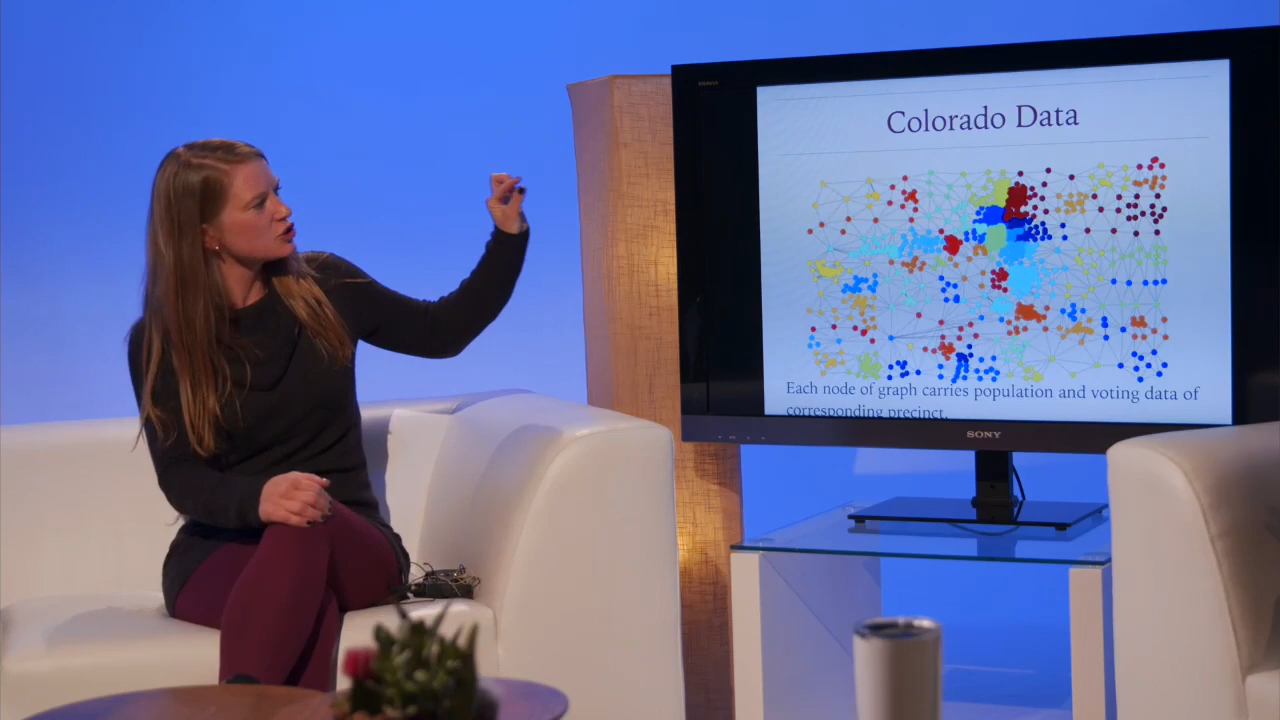 Colorado Data
Each node of graph carries population and voting data of
corresponding precinct.
SONY